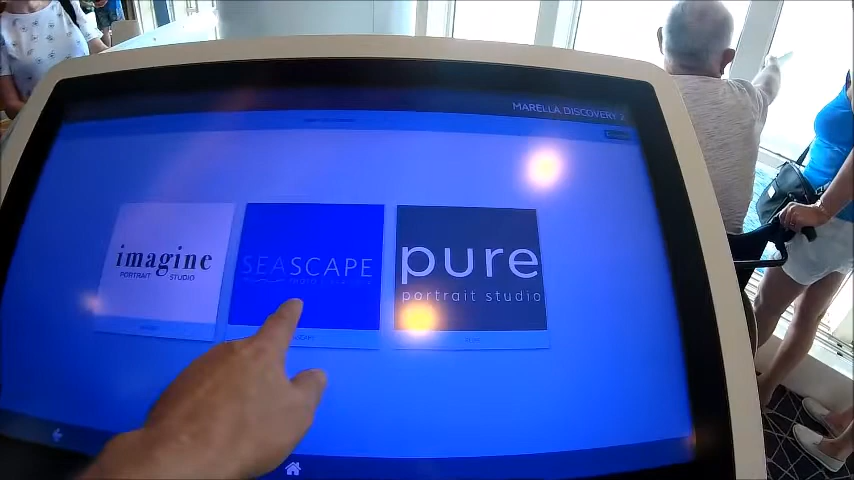 MARELLA DISCOVERY 2
imagine
PORTRAIT STUDIO
SEASCAPE
pure
portrait studio